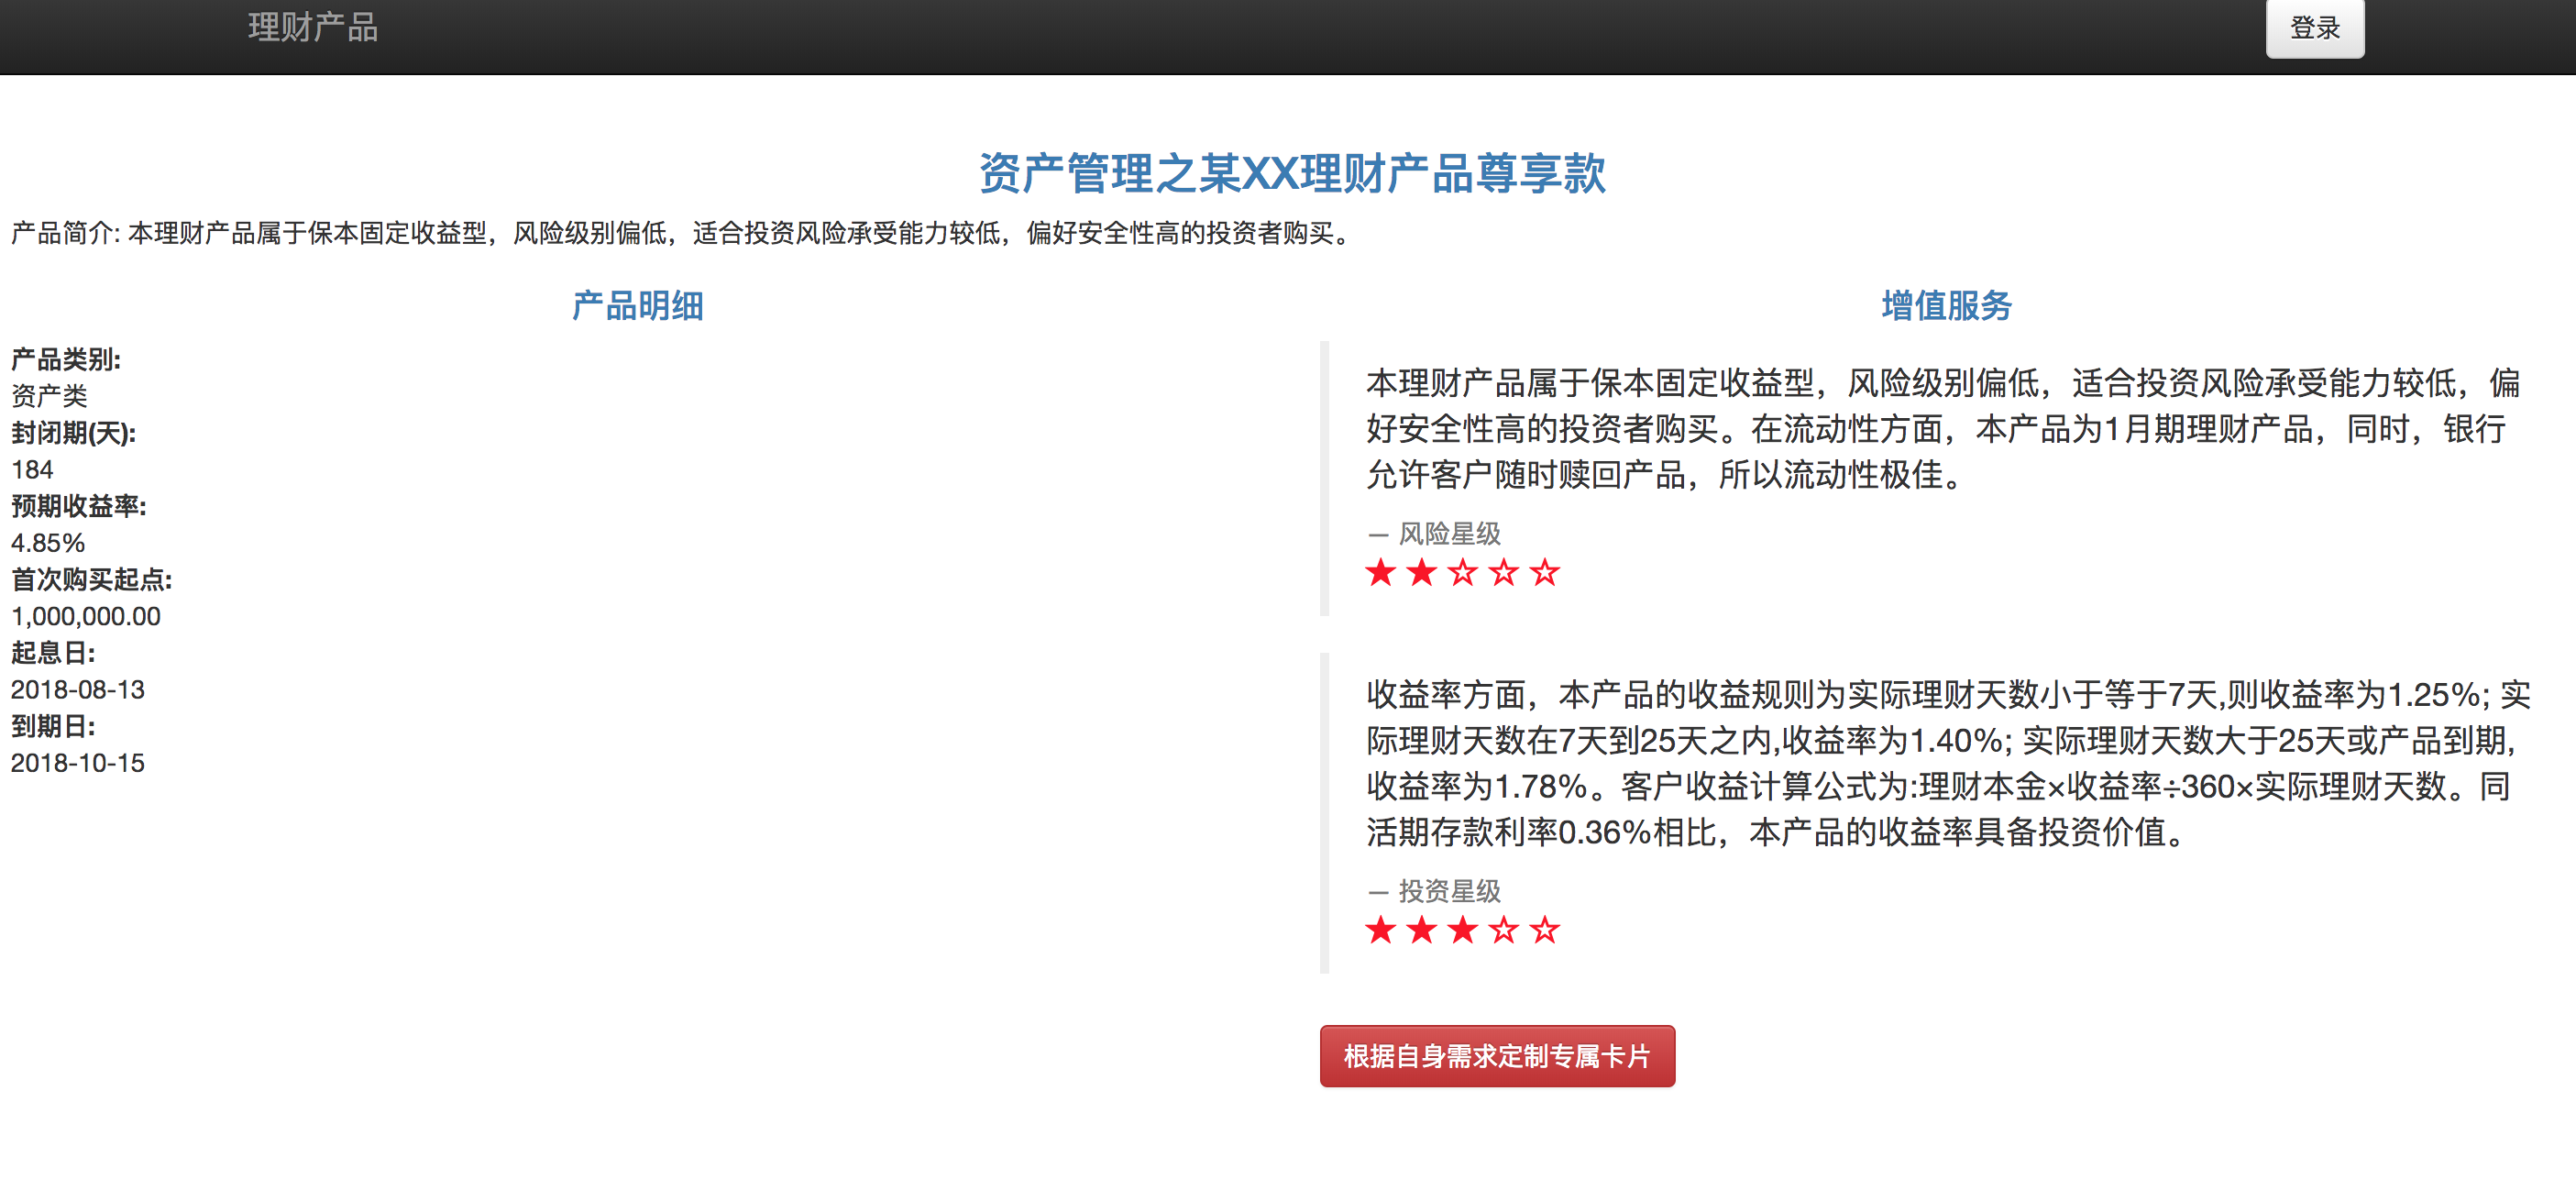 理财产品
登录
资产管理之某XX理财产品尊享款
产品简介: 本理财产品属于保本固定收益型，风险级别偏低，适合投资风险承受能力较低，偏好安全性高的投资者购买。
产品明细
产品类别:
资产类
封闭期(天):
184
预期收益率:
4.85%
首次购买起点:
1,000,000.00
起息日:
2018-08-13
到期日:
2018-10-15
增值服务
本理财产品属于保本固定收益型，风险级别偏低，适合投资风险承受能力较低，偏
好安全性高的投资者购买。在流动性方面，本产品为1月期理财产品，同时，银行
允许客户随时赎回产品，所以流动性极佳。
— 风险星级
★ ★ ☆ ☆ ☆
收益率方面，本产品的收益规则为实际理财天数小于等于7天,则收益率为1.25%; 实
际理财天数在7天到25天之内,收益率为1.40%; 实际理财天数大于25天或产品到期,
收益率为1.78%。客户收益计算公式为:理财本金×收益率÷360×实际理财天数。同
活期存款利率0.36%相比，本产品的收益率具备投资价值。
— 投资星级
★ ★ ★ ☆ ☆
根据自身需求定制专属卡片